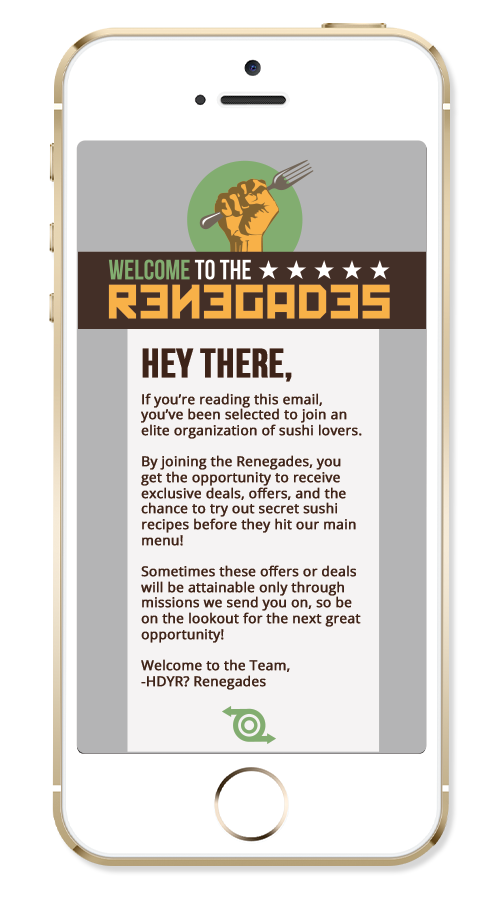 WELCOME TO THE ★ ★ ★ ★ ★
RENEGADES
HEY THERE,
If you’re reading this email,
you’ve been selected to join an
elite organization of sushi lovers.
By joining the Renegades, you
get the opportunity to receive
exclusive deals, offers, and the
chance to try out secret sushi
recipes before they hit our main
menu!
Sometimes these offers or deals
will be attainable only through
missions we send you on, so be
on the lookout for the next great
opportunity!
Welcome to the Team,
-HDYR? Renegades